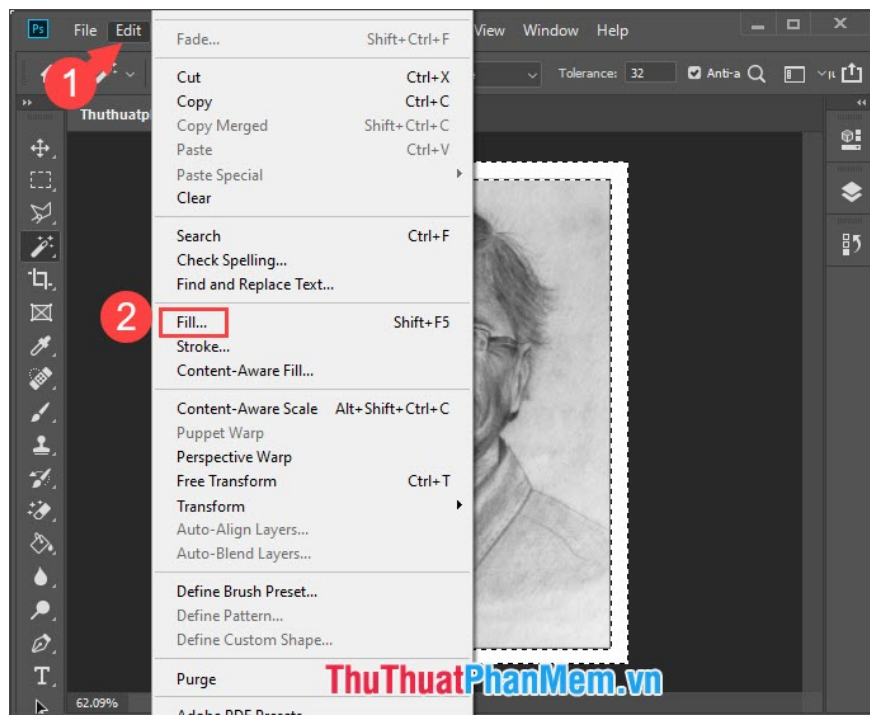 Ps File Edit View Window Help
1
Tolerance: 32 Anti-a
Thuthuatp
Fade... Shift+Ctrl+F
Cut Ctrl+X
Copy Ctrl+C
Copy Merged Shift+Ctrl+C
Paste Ctrl+V
Paste Special
Clear
Search Ctrl+F
Check Spelling...
Find and Replace Text...
2
Fill... Shift+F5
Stroke...
Content-Aware Fill...
Content-Aware Scale Alt+Shift+Ctrl+C
Puppet Warp
Perspective Warp
Free Transform Ctrl+T
Transform
Auto-Align Layers...
Auto-Blend Layers...
Define Brush Preset...
Define Pattern...
Define Custom Shape...
Purge
Adobe PDF Presets...
ThuThuatPhanMem.vn
62.09%